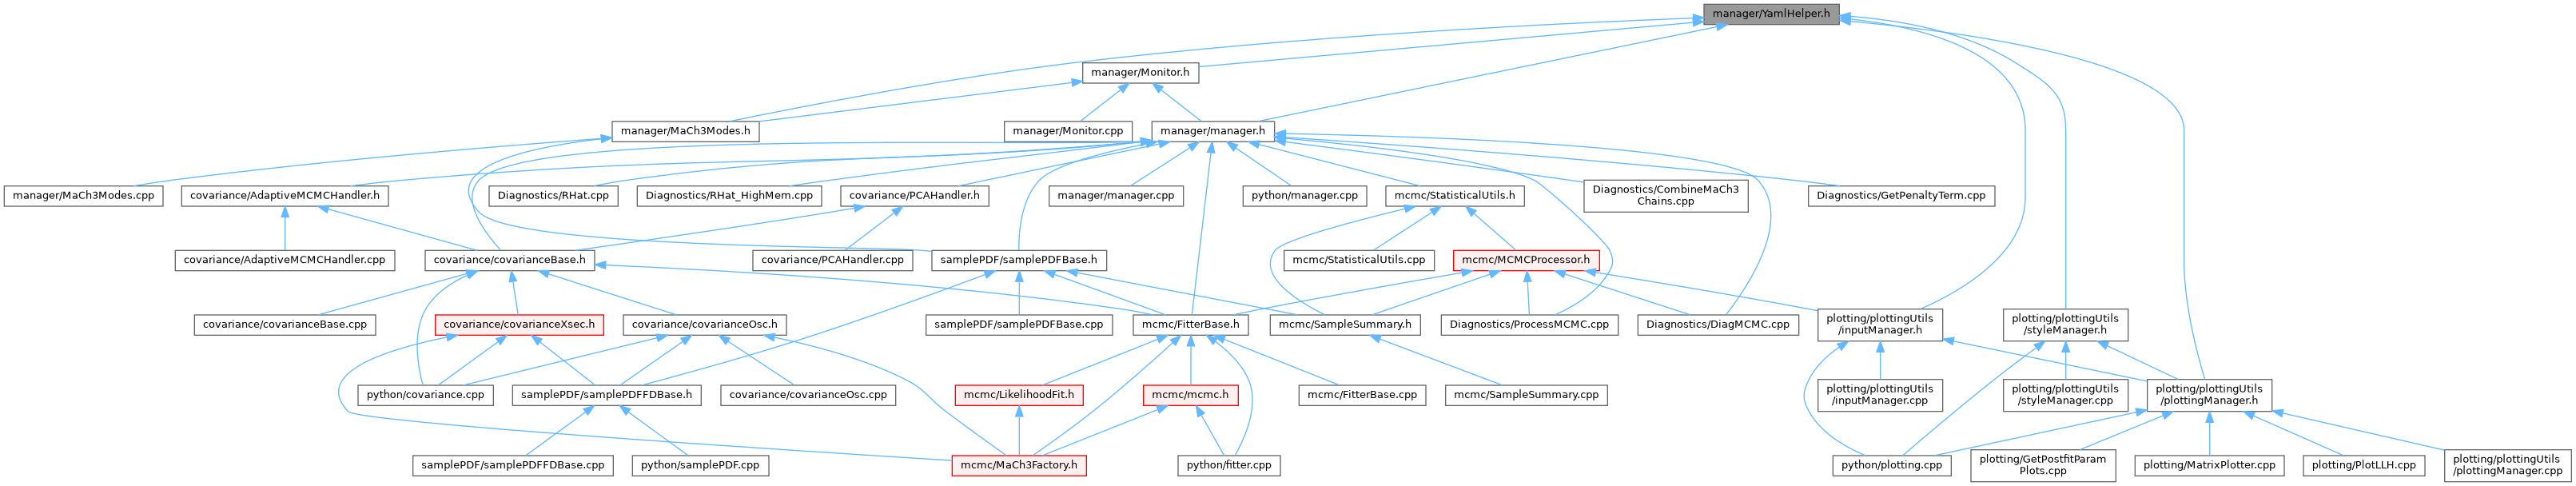 manager/YamlHelper.h
manager/Monitor.h
manager/MaCh3Modes.h
manager/Monitor.cpp
manager/manager.h
manager/MaCh3Modes.cpp
covariance/AdaptiveMCMCHandler.h
Diagnostics/RHat.cpp
Diagnostics/RHat_HighMem.cpp
covariance/PCAHandler.h
manager/manager.cpp
python/manager.cpp
mcmc/StatisticalUtils.h
Diagnostics/CombineMaCh3
Chains.cpp
Diagnostics/GetPenaltyTerm.cpp
covariance/AdaptiveMCMCHandler.cpp
covariance/covarianceBase.h
covariance/PCAHandler.cpp
samplePDF/samplePDFBase.h
mcmc/StatisticalUtils.cpp
mcmc/MCMCProcessor.h
covariance/covarianceBase.cpp
covariance/covarianceXsec.h
covariance/covarianceOsc.h
samplePDF/samplePDFBase.cpp
mcmc/FitterBase.h
mcmc/SampleSummary.h
Diagnostics/ProcessMCMC.cpp
Diagnostics/DiagMCMC.cpp
plotting/plottingUtils
/inputManager.h
plotting/plottingUtils
/styleManager.h
python/covariance.cpp
samplePDF/samplePDFFDBase.h
covariance/covarianceOsc.cpp
mcmc/LikelihoodFit.h
mcmc/mcmc.h
mcmc/FitterBase.cpp
mcmc/SampleSummary.cpp
plotting/plottingUtils
/inputManager.cpp
plotting/plottingUtils
/styleManager.cpp
plotting/plottingUtils
/plottingManager.h
samplePDF/samplePDFFDBase.cpp
python/samplePDF.cpp
mcmc/MaCh3Factory.h
python/fitter.cpp
python/plotting.cpp
plotting/GetPostfitParam
Plots.cpp
plotting/MatrixPlotter.cpp
plotting/PlotLLH.cpp
plotting/plottingUtils
/plottingManager.cpp